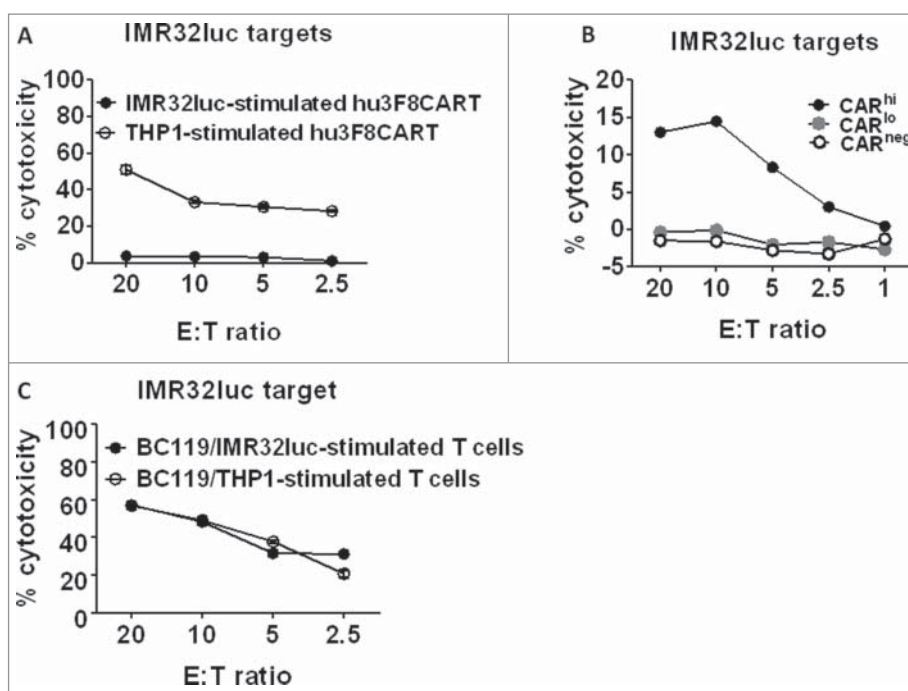 A
IMR32luc targets
% cytotoxicity
100
80
60
40
20
0
IMR32luc-stimulated hu3F8CART
THP1-stimulated hu3F8CART
20 10 5 2.5
E:T ratio
B
IMR32luc targets
% cytotoxicity
20
15
10
5
0
-5
CARhi
CARlo
CARneg
20 10 5 2.5 1
E:T ratio
C
IMR32luc target
% cytotoxicity
100
80
60
40
20
0
BC119/IMR32luc-stimulated T cells
BC119/THP1-stimulated T cells
20 10 5 2.5
E:T ratio